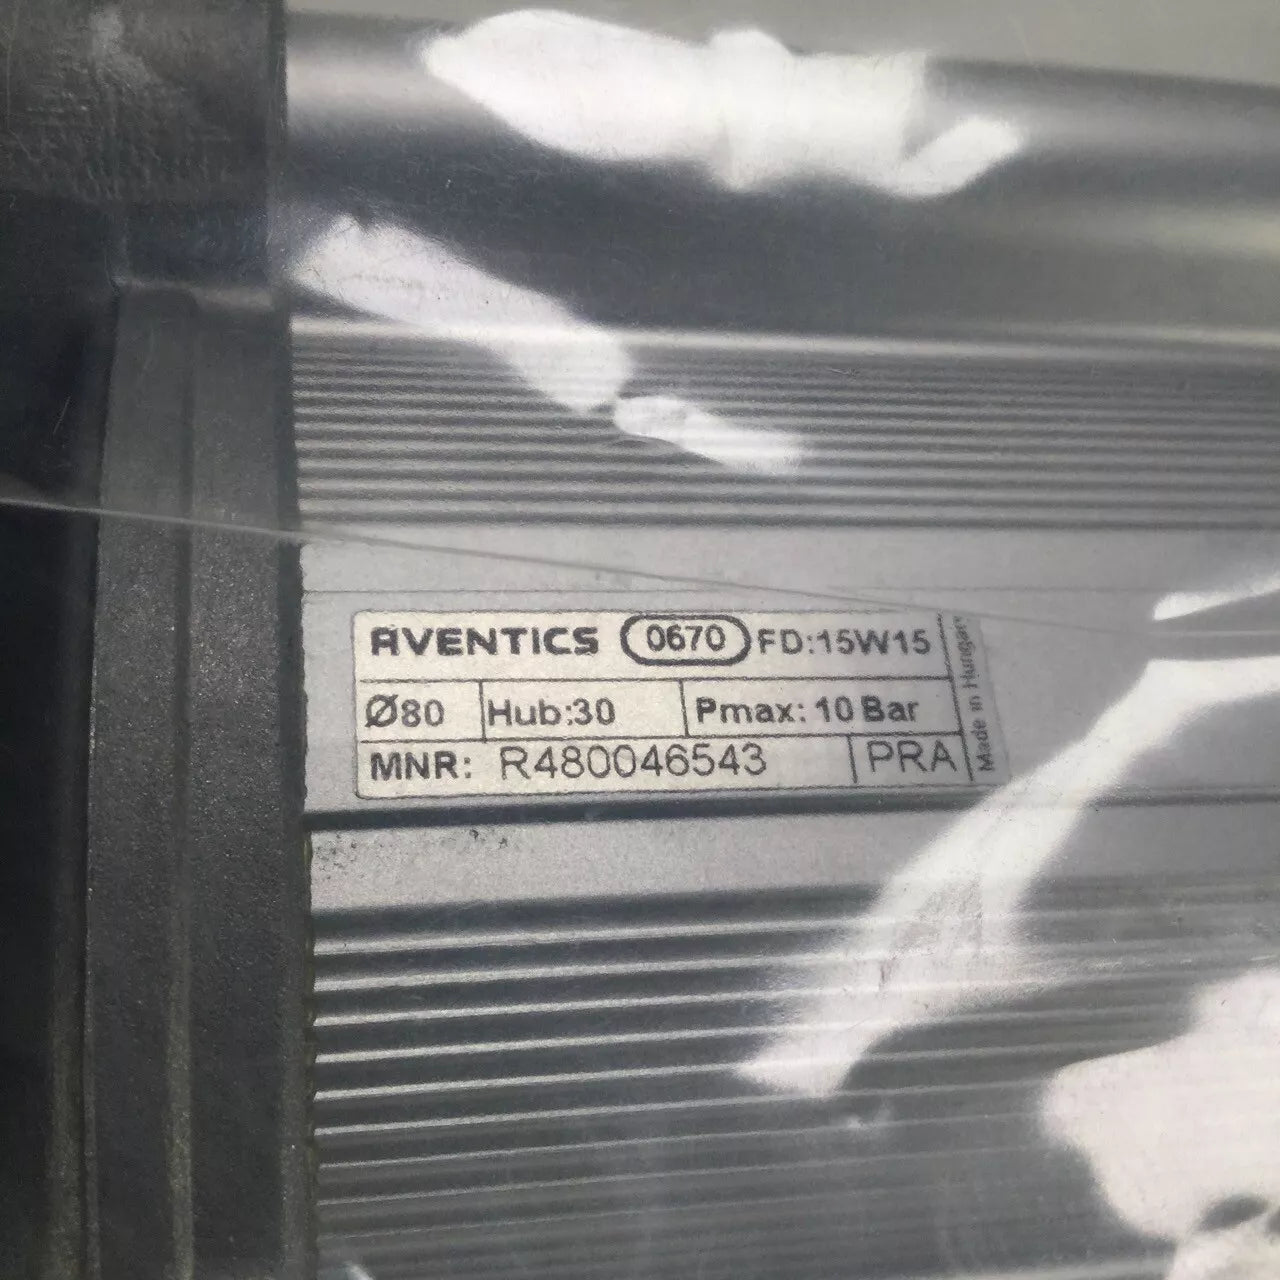 AVENTICS 0670 FD:15W15
Ø80 Hub:30 Pmax: 10 Bar
MNR: R480046543 PRA
Made in Hungary